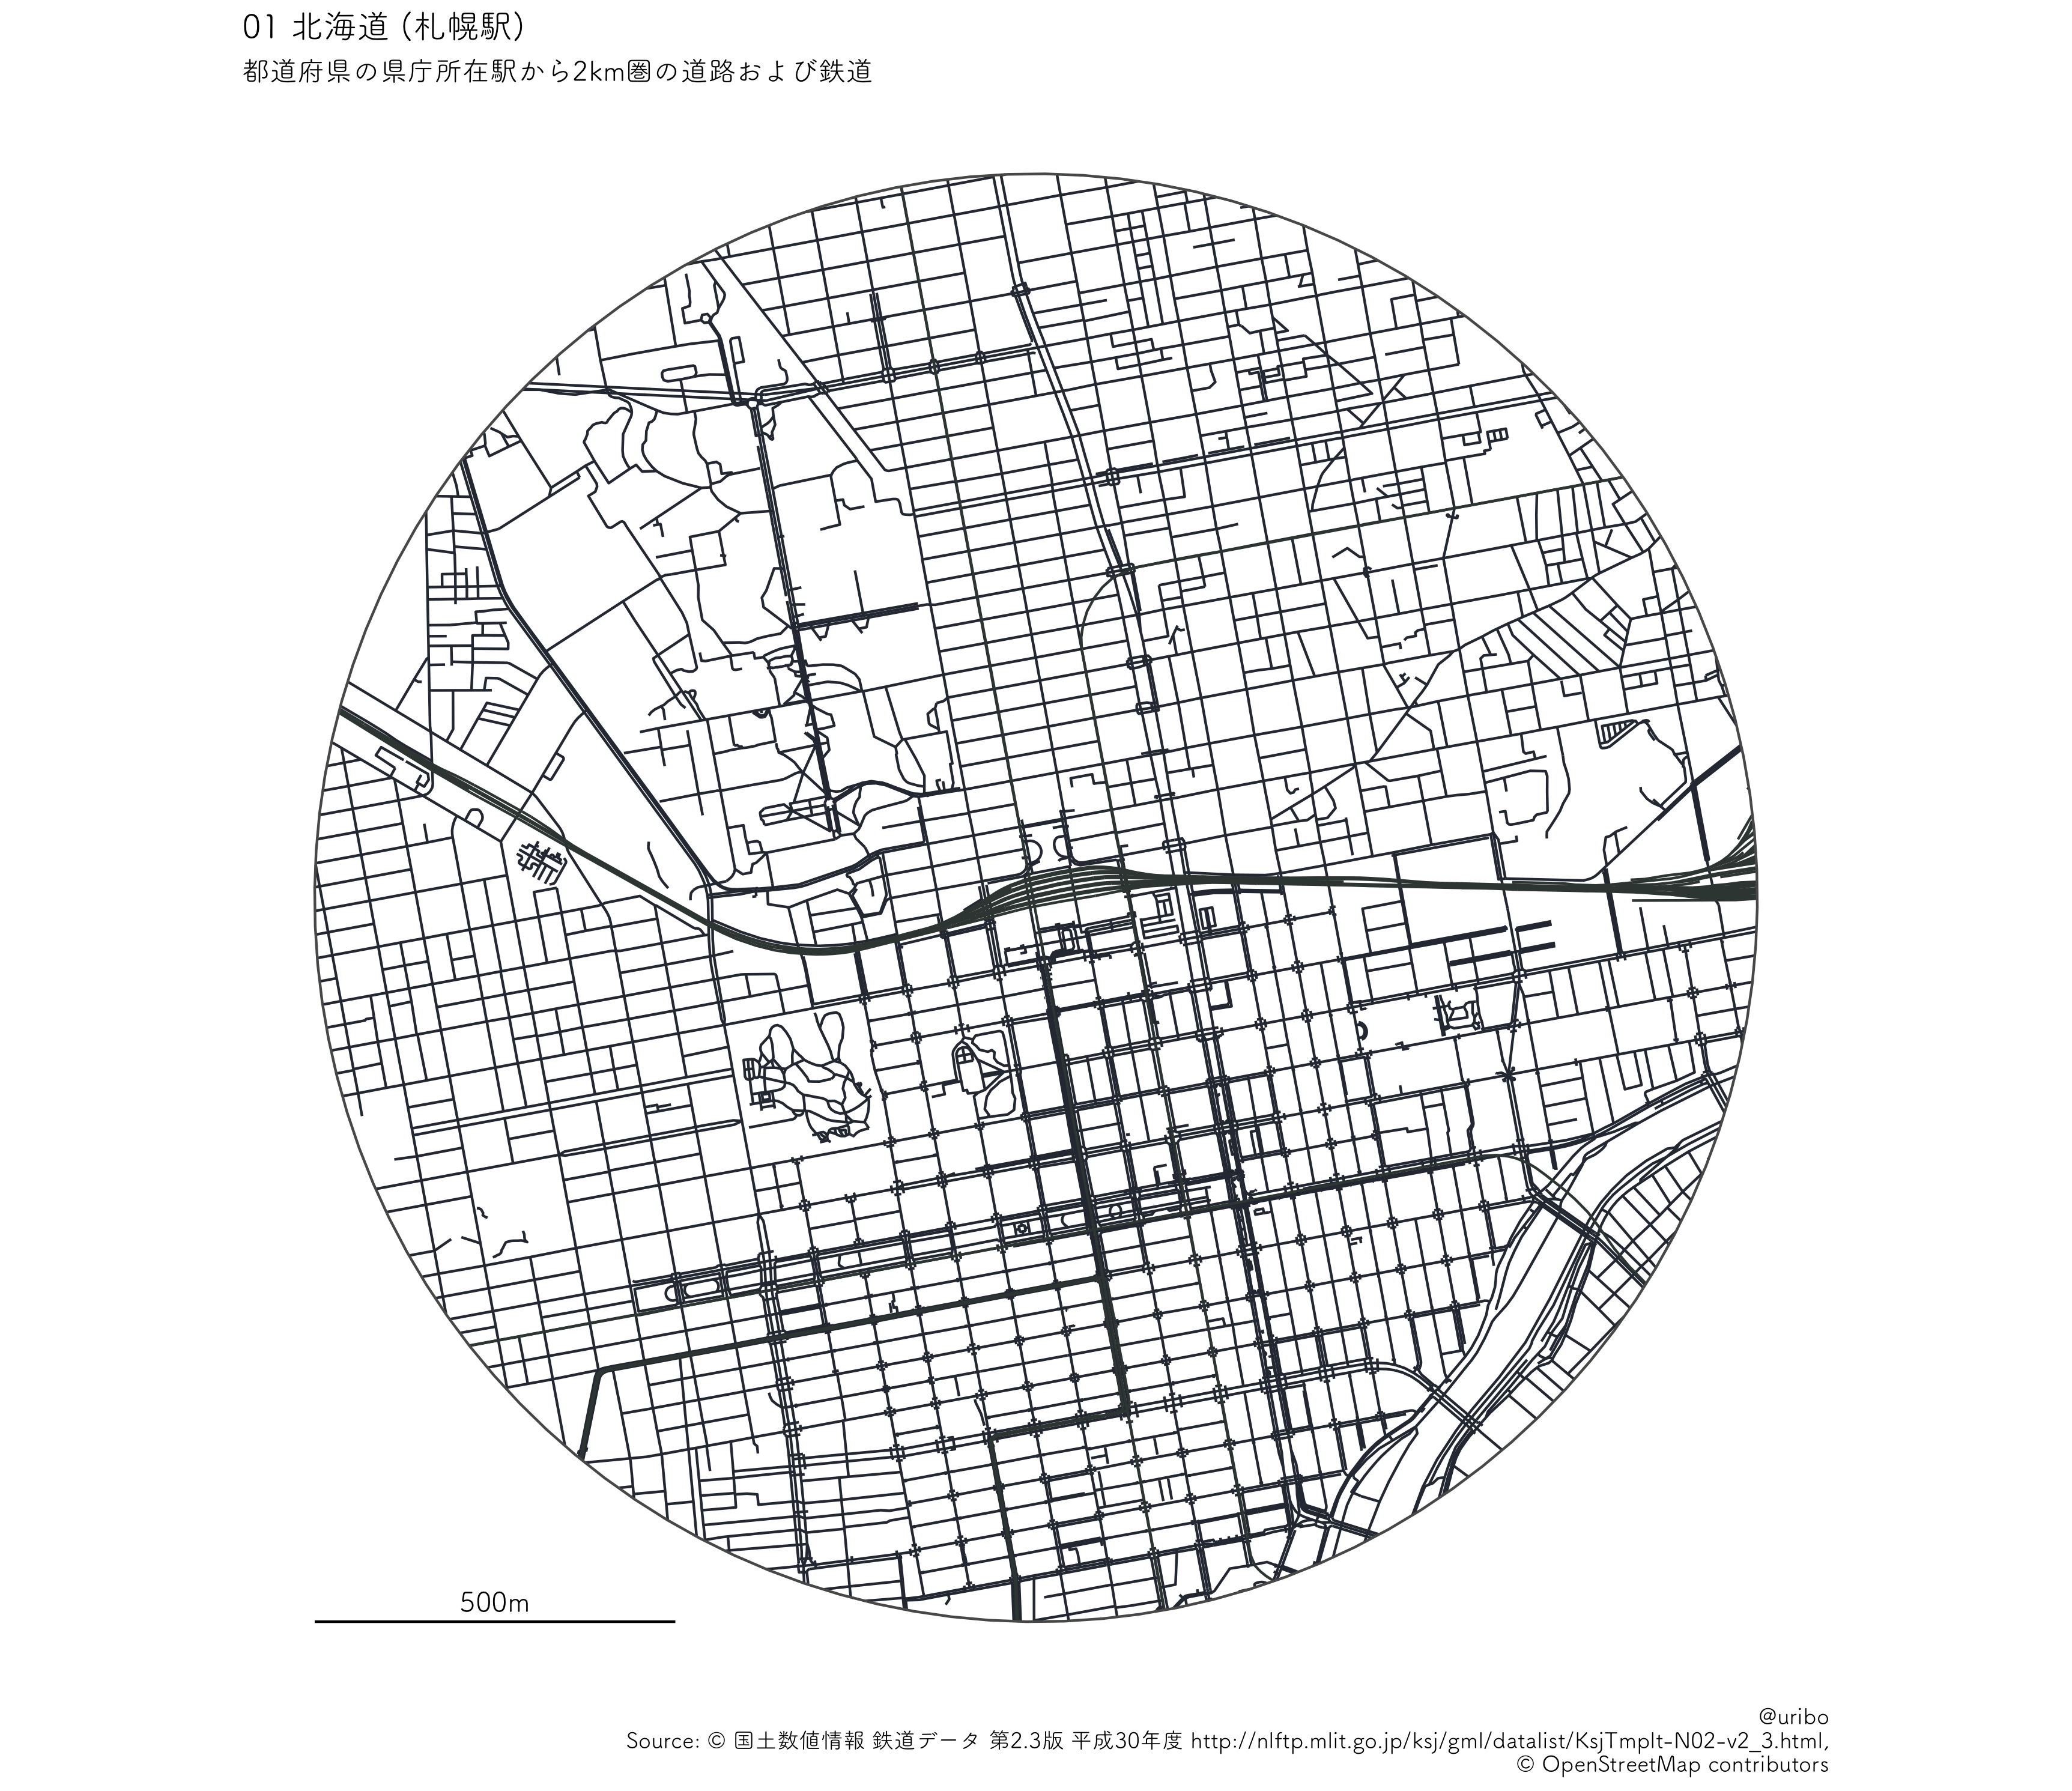 01 北海道 (札幌駅)
都道府県の県庁所在駅から2km圏の道路および鉄道
500m
@uribo
Source: © 国土数値情報 鉄道データ 第2.3版 平成30年度 http://nlftp.mlit.go.jp/ksj/gml/datalist/KsjTmplt-N02-v2_3.html,
© OpenStreetMap contributors